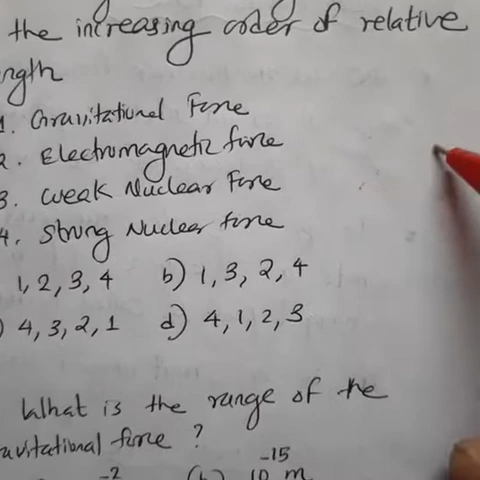 the increasing order of relative
1. Gravitational Force
2. Electromagnetic force
3. Weak Nuclear Force
4. Strong Nuclear force
1, 2, 3, 4 b) 1, 3, 2, 4
) 4, 3, 2, 1 d) 4, 1, 2, 3
What is the range of the
force ?
-2 (b) 10 -15 m